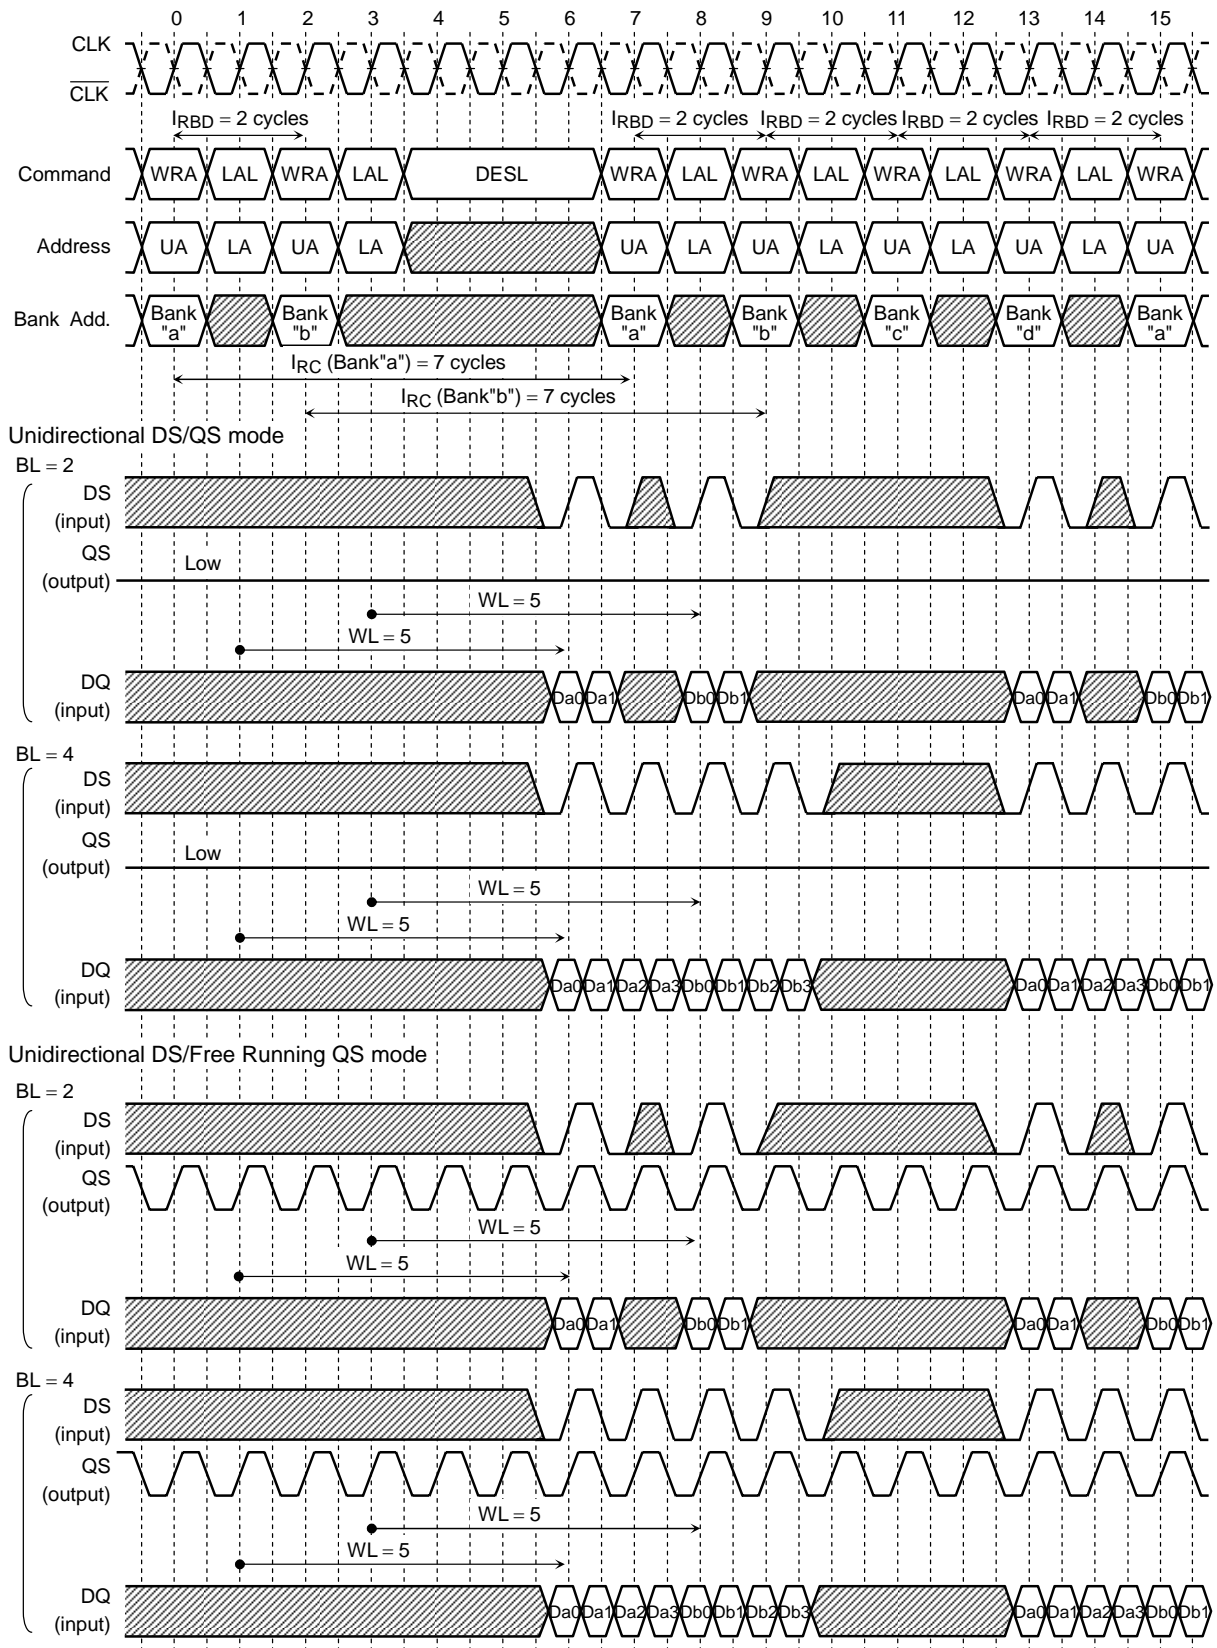 0 1 2 3 4 5 6 7 8 9 10 11 12 13 14 15
CLK
CLK
IRBD = 2 cycles IRBD = 2 cycles IRBD = 2 cycles IRBD = 2 cycles IRBD = 2 cycles
Command WRA LAL WRA LAL DESL WRA LAL WRA LAL WRA LAL WRA LAL WRA
Address UA LA UA LA UA LA UA LA UA LA UA LA UA
Bank Add. Bank "a" Bank "b" Bank "a" Bank "b" Bank "c" Bank "d" Bank "a"
IRC (Bank"a") = 7 cycles
IRC (Bank"b") = 7 cycles
Unidirectional DS/QS mode
BL = 2
DS
(input)
QS
(output)
Low
WL = 5
WL = 5
DQ
(input)
Da0 Da1 Db0 Db1 Da0 Da1 Db0 Db1
BL = 4
DS
(input)
QS
(output)
Low
WL = 5
WL = 5
DQ
(input)
Da0 Da1 Da2 Da3 Db0 Db1 Db2 Db3 Da0 Da1 Da2 Da3 Db0 Db1
Unidirectional DS/Free Running QS mode
BL = 2
DS
(input)
QS
(output)
WL = 5
WL = 5
DQ
(input)
Da0 Da1 Db0 Db1 Da0 Da1 Db0 Db1
BL = 4
DS
(input)
QS
(output)
WL = 5
WL = 5
DQ
(input)
Da0 Da1 Da2 Da3 Db0 Db1 Db2 Db3 Da0 Da1 Da2 Da3 Db0 Db1